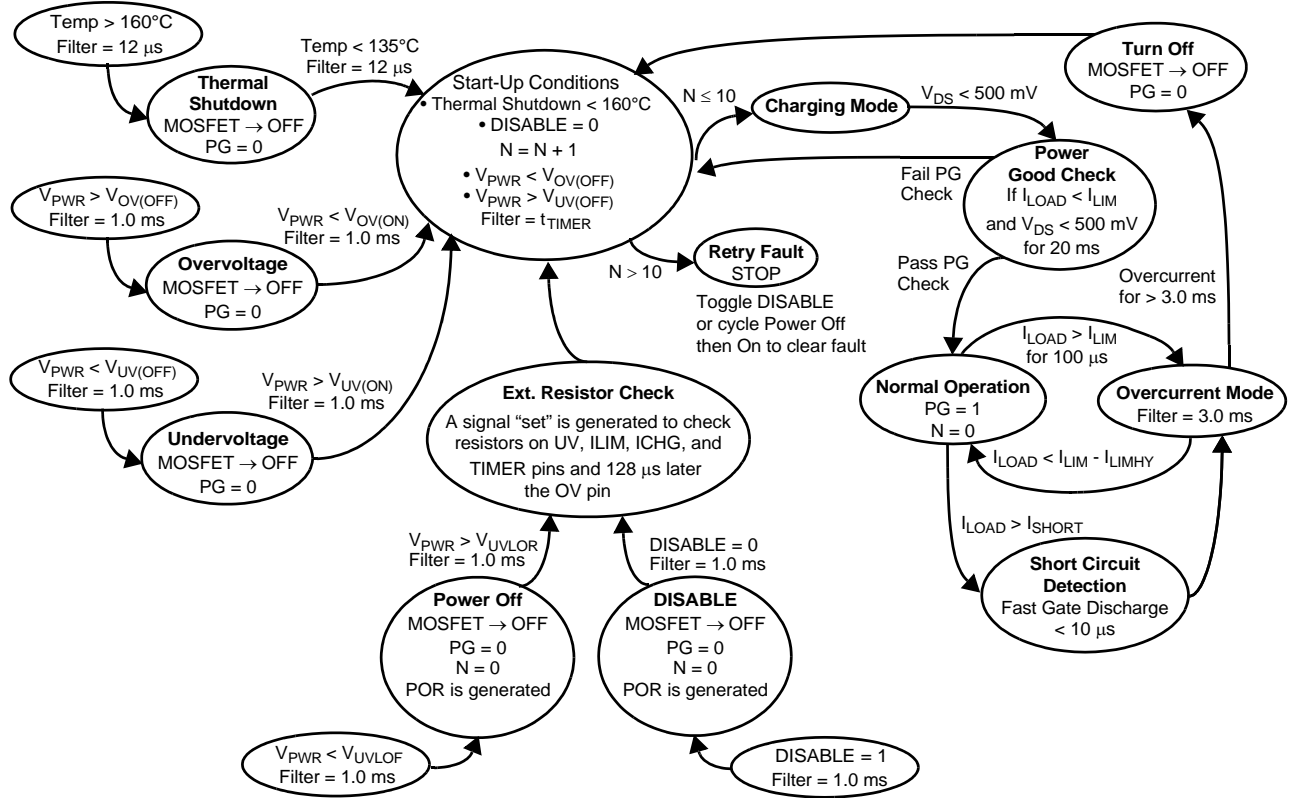 Temp > 160°C
Filter = 12 μs
Thermal
Shutdown
MOSFET → OFF
PG = 0
Temp < 135°C
Filter = 12 μs
VPWR > VOV(OFF)
Filter = 1.0 ms
Overvoltage
MOSFET → OFF
PG = 0
VPWR < VOV(ON)
Filter = 1.0 ms
VPWR < VUV(OFF)
Filter = 1.0 ms
Undervoltage
MOSFET → OFF
PG = 0
VPWR > VUV(ON)
Filter = 1.0 ms
Start-Up Conditions
• Thermal Shutdown < 160°C
• DISABLE = 0
N = N + 1
• VPWR < VOV(OFF)
• VPWR > VUV(OFF)
Filter = tTIMER
N ≤ 10
Charging Mode
VDS < 500 mV
Power
Good Check
If ILOAD < ILIM
and VDS < 500 mV
for 20 ms
Fail PG
Check
Pass PG
Check
N > 10
Retry Fault
STOP
Toggle DISABLE
or cycle Power Off
then On to clear fault
Turn Off
MOSFET → OFF
PG = 0
Overcurrent
for > 3.0 ms
ILOAD > ILIM
for 100 μs
Normal Operation
PG = 1
N = 0
Overcurrent Mode
Filter = 3.0 ms
ILOAD < ILIM - ILIMHY
ILOAD > ISHORT
Short Circuit
Detection
Fast Gate Discharge
< 10 μs
Ext. Resistor Check
A signal “set” is generated to check
resistors on UV, ILIM, ICHG, and
TIMER pins and 128 μs later
the OV pin
VPWR > VUVLOR
Filter = 1.0 ms
DISABLE = 0
Filter = 1.0 ms
Power Off
MOSFET → OFF
PG = 0
N = 0
POR is generated
DISABLE
MOSFET → OFF
PG = 0
N = 0
POR is generated
VPWR < VUVLOF
Filter = 1.0 ms
DISABLE = 1
Filter = 1.0 ms